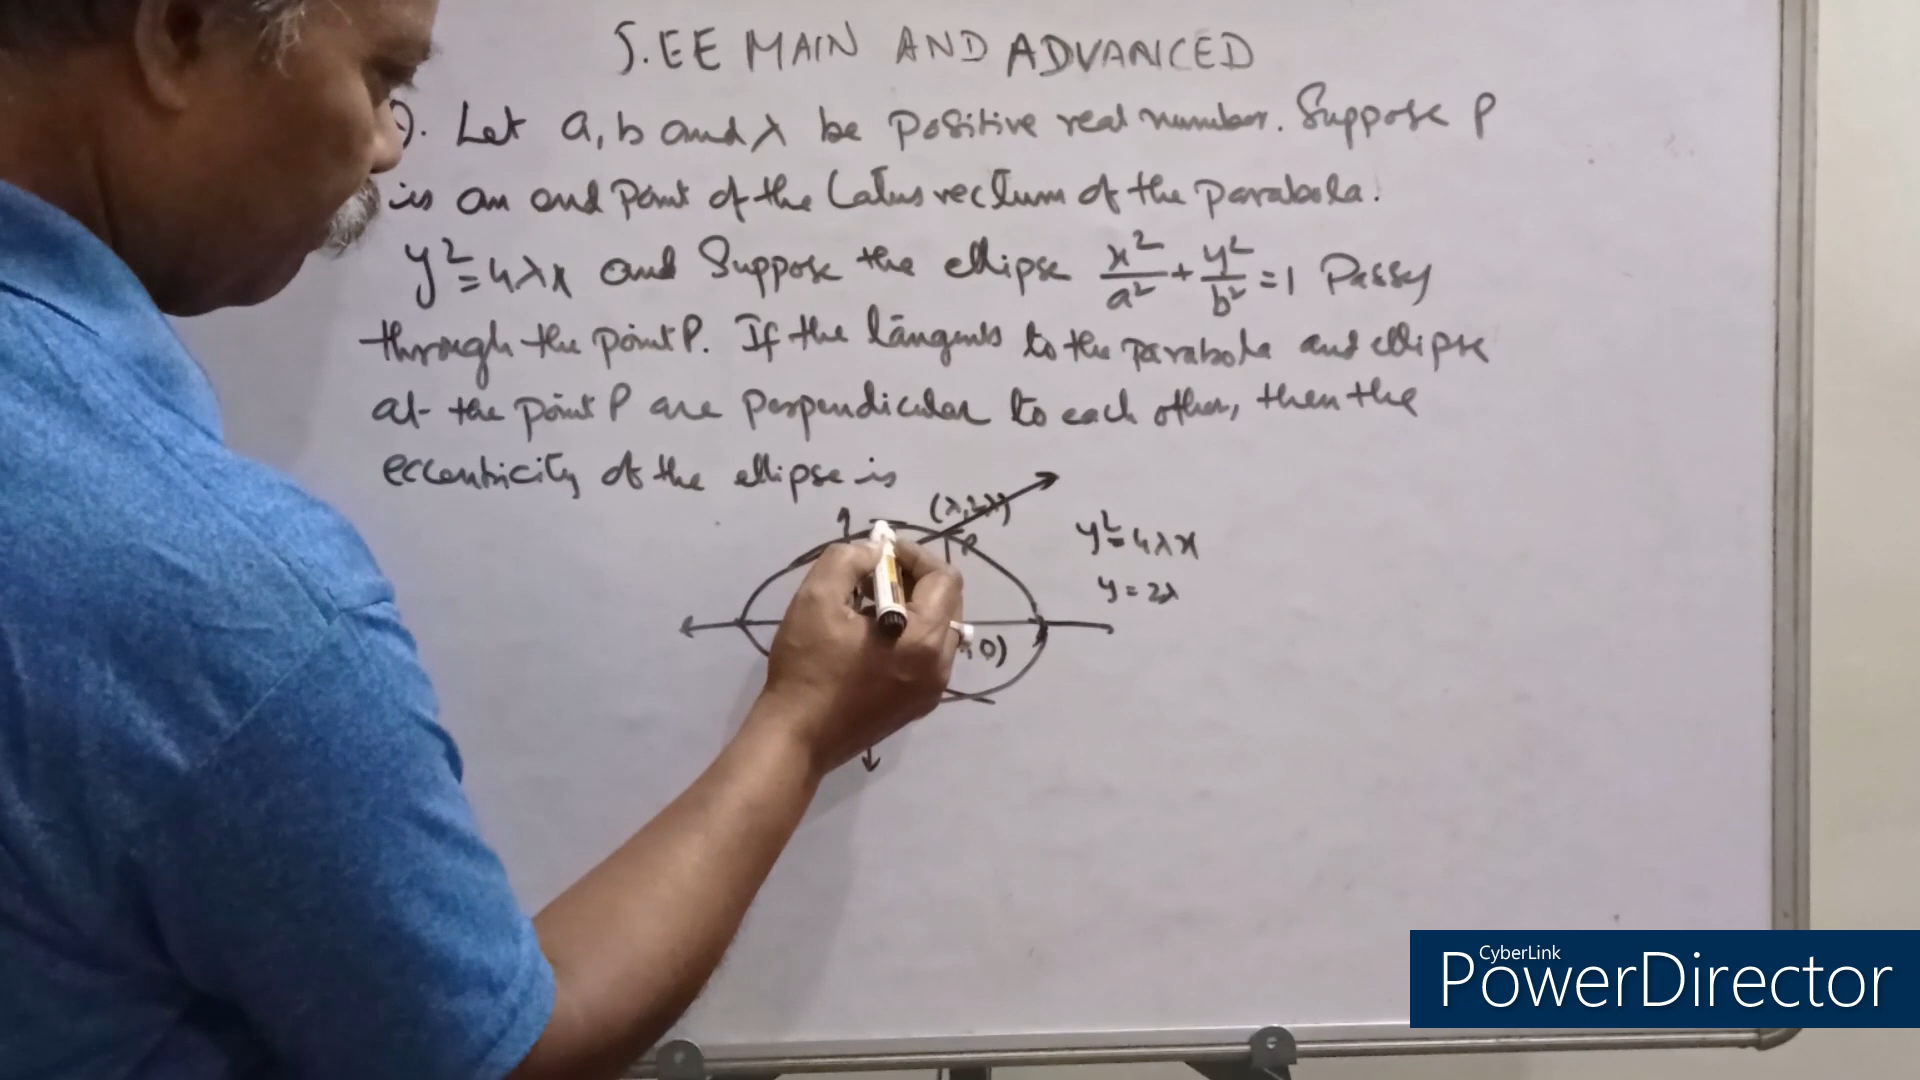 J.EE MAIN AND ADVANCED
Q. Let a, b and λ be positive real number. Suppose P
is an end point of the Latus rectum of the parabola.
y² = 4λx and Suppose the ellipse x²/a² + y²/b² = 1 Passes
through the point P. If the tangents to the parabola and ellipse
at the point P are perpendicular to each other, then the
eccentricity of the ellipse is
(λ, 2λ)
P
y² = 4λx
y = 2λ
, 0)
CyberLink
PowerDirector